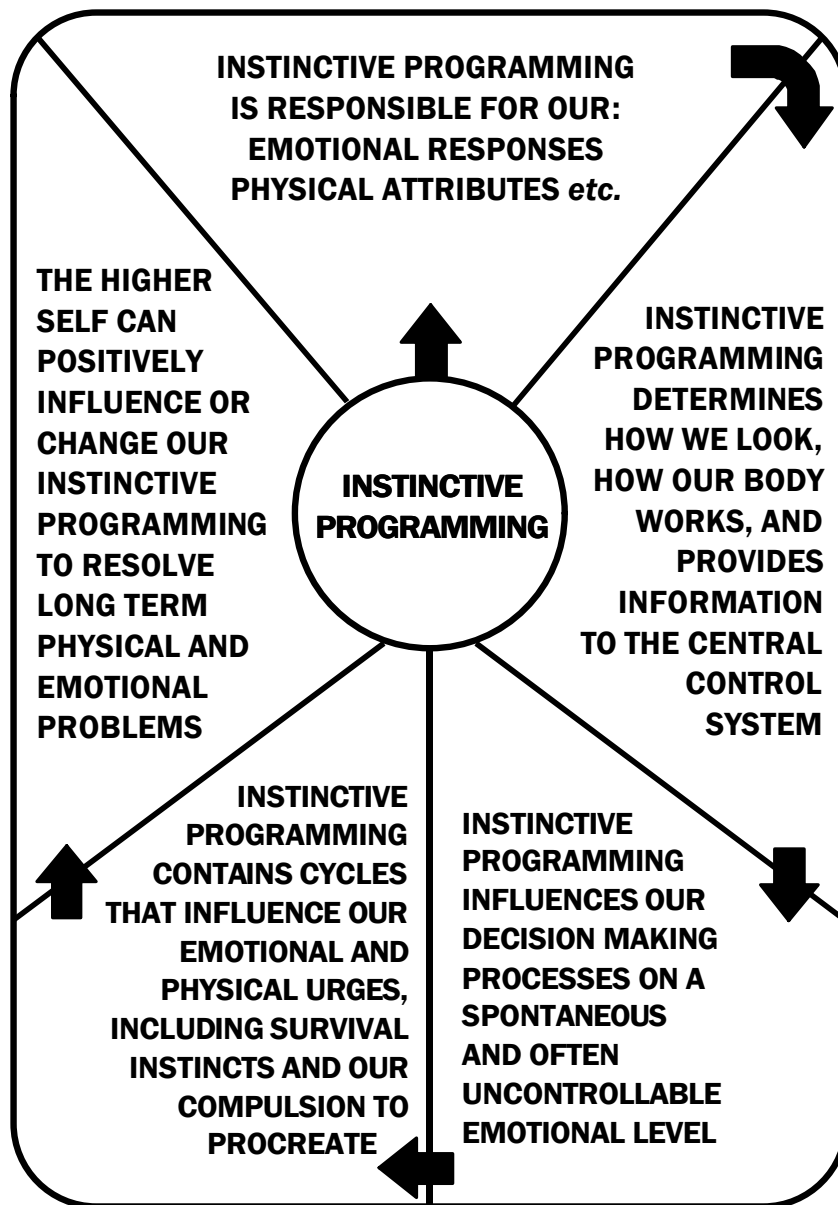 INSTINCTIVE PROGRAMMING
IS RESPONSIBLE FOR OUR:
EMOTIONAL RESPONSES
PHYSICAL ATTRIBUTES etc.
INSTINCTIVE
PROGRAMMING
INSTINCTIVE
PROGRAMMING
DETERMINES
HOW WE LOOK,
HOW OUR BODY
WORKS, AND
PROVIDES
INFORMATION
TO THE CENTRAL
CONTROL
SYSTEM
INSTINCTIVE
PROGRAMMING
INFLUENCES OUR
DECISION MAKING
PROCESSES ON A
SPONTANEOUS
AND OFTEN
UNCONTROLLABLE
EMOTIONAL LEVEL
INSTINCTIVE
PROGRAMMING
CONTAINS CYCLES
THAT INFLUENCE OUR
EMOTIONAL AND
PHYSICAL URGES,
INCLUDING SURVIVAL
INSTINCTS AND OUR
COMPULSION TO
PROCREATE
THE HIGHER
SELF CAN
POSITIVELY
INFLUENCE OR
CHANGE OUR
INSTINCTIVE
PROGRAMMING
TO RESOLVE
LONG TERM
PHYSICAL AND
EMOTIONAL
PROBLEMS